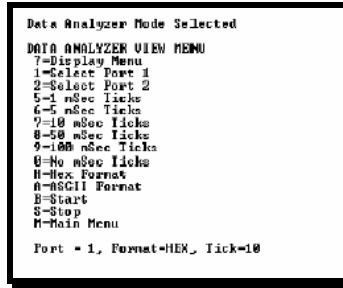 Data Analyzer Mode Selected
DATA ANALYZER VIEW MENU
?=Display Menu
1=Select Port 1
2=Select Port 2
5-1 mSec Ticks
6-5 mSec Ticks
7=10 mSec Ticks
8-50 mSec Ticks
9-100 mSec Ticks
0=No mSec Ticks
H-Hex Format
A-ASCII Format
B=Start
S=Stop
M-Main Menu
Port = 1, Format=HEX, Tick=10